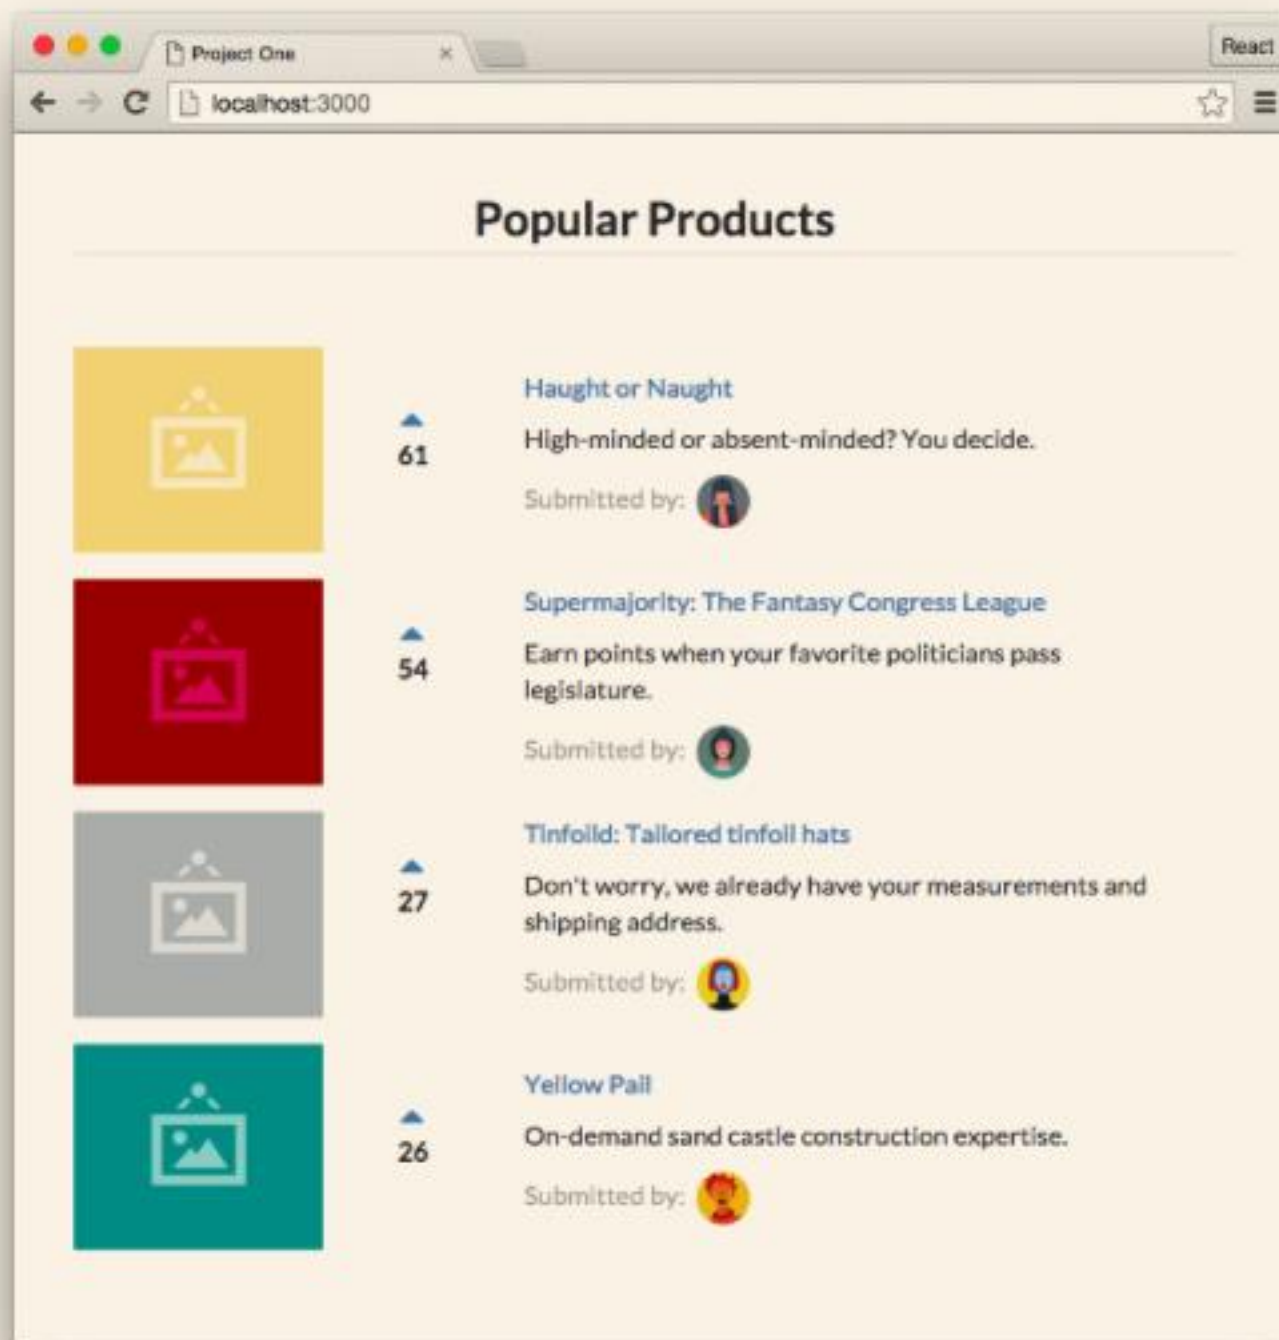 Project One
React
localhost:3000
Popular Products
Haught or Naught
61
High-minded or absent-minded? You decide.
Submitted by:
Supermajority: The Fantasy Congress League
54
Earn points when your favorite politicians pass
legislature.
Submitted by:
Tinfoild: Tailored tinfoil hats
27
Don't worry, we already have your measurements and
shipping address.
Submitted by:
Yellow Pail
26
On-demand sand castle construction expertise.
Submitted by: